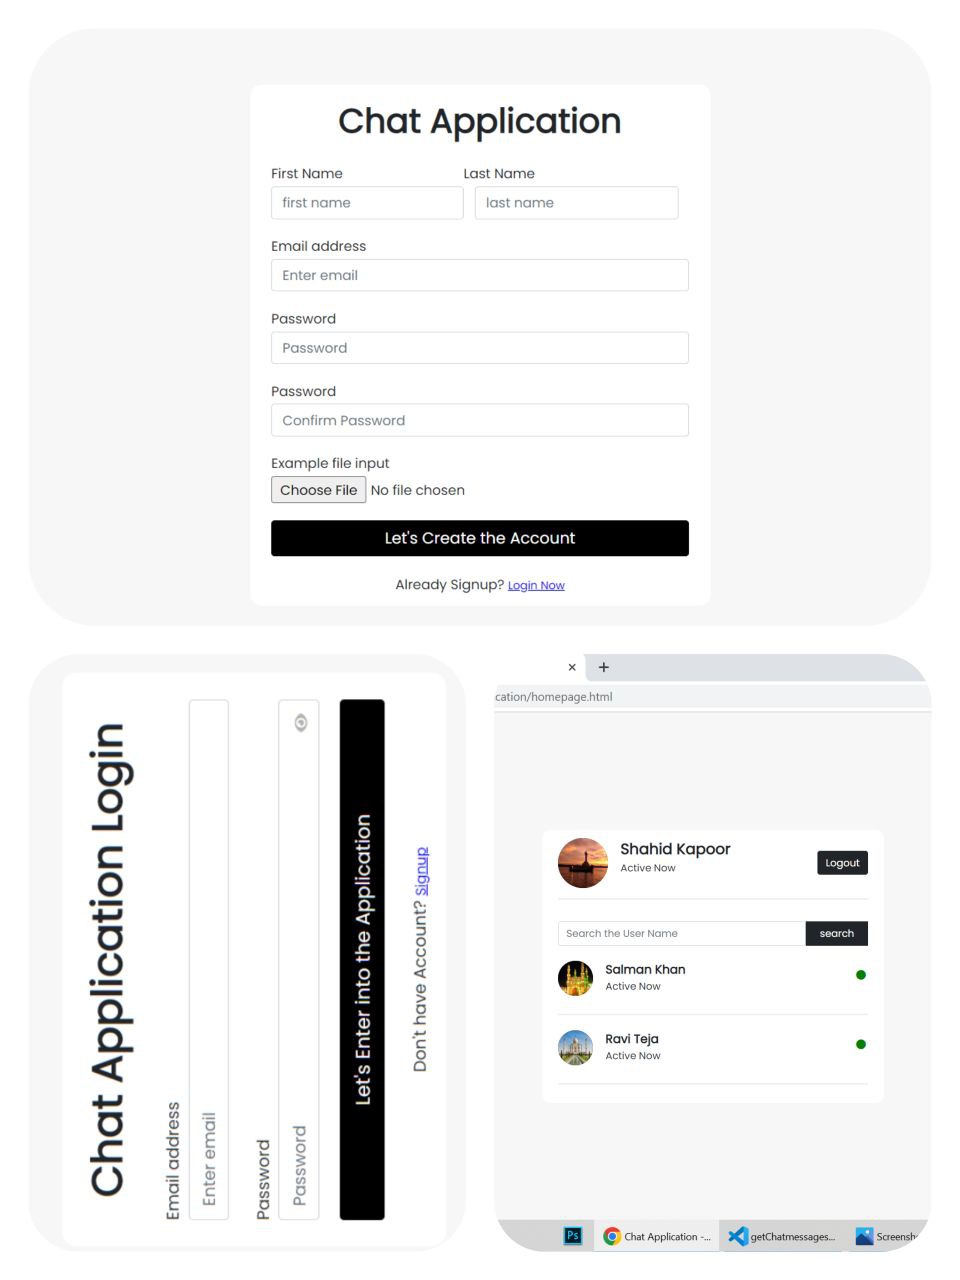 Chat Application
First Name Last Name
first name last name
Email address
Enter email
Password
Password
Password
Confirm Password
Example file input
Choose File No file chosen
Let's Create the Account
Already Signup? Login Now
Chat Application Login
Email address
Enter email
Password
Password
Let's Enter into the Application
Don't have Account? Signup
cation/homepage.html
Shahid Kapoor
Active Now
Logout
Search the User Name search
Salman Khan
Active Now
Ravi Teja
Active Now
Ps Chat Application -... getChatmessages... Screensh